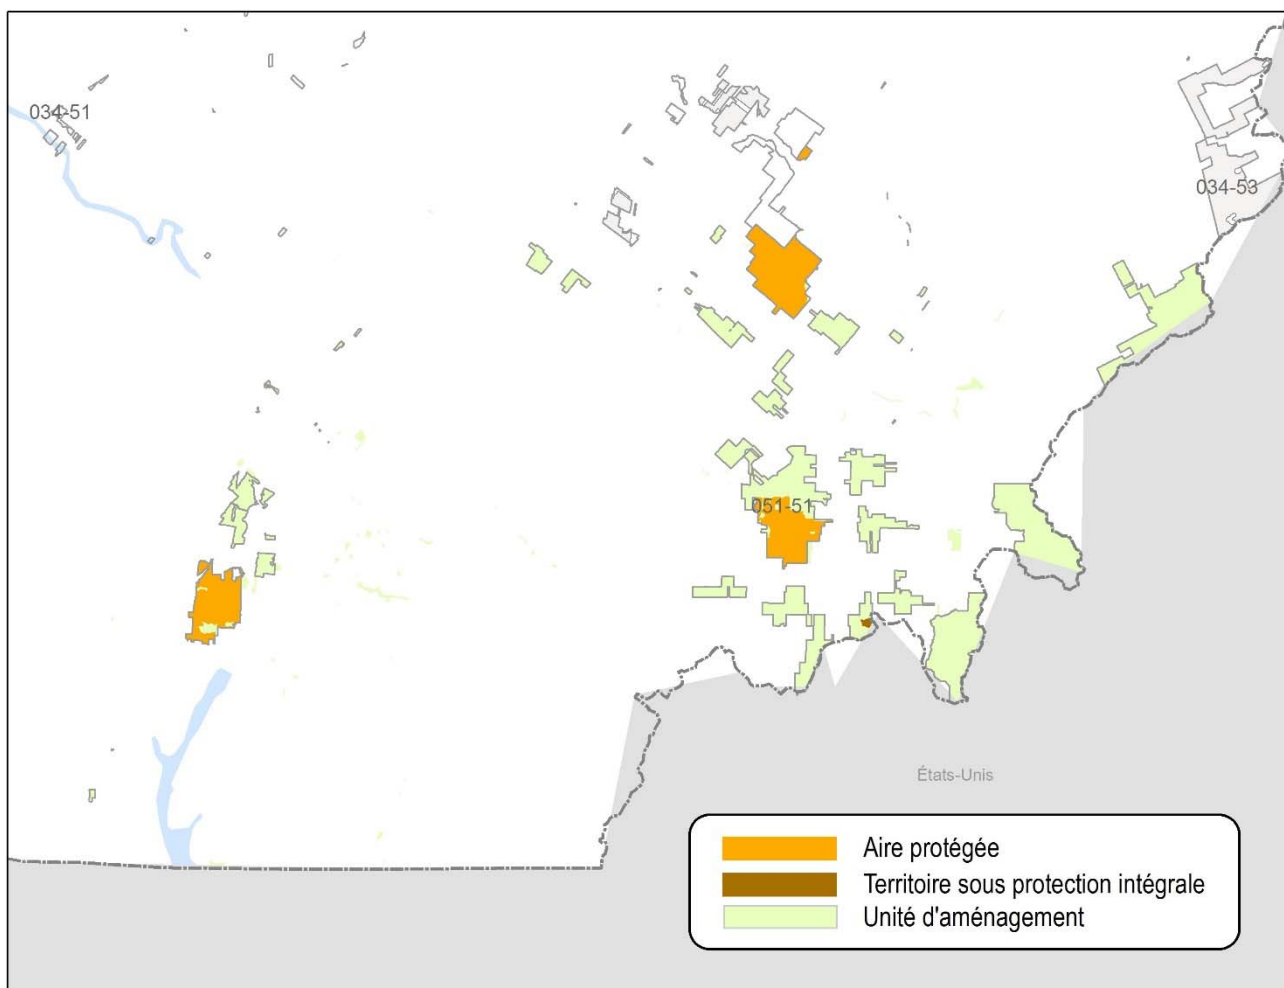 034-51
034-53
051-51
États-Unis
Aire protégée
Territoire sous protection intégrale
Unité d'aménagement